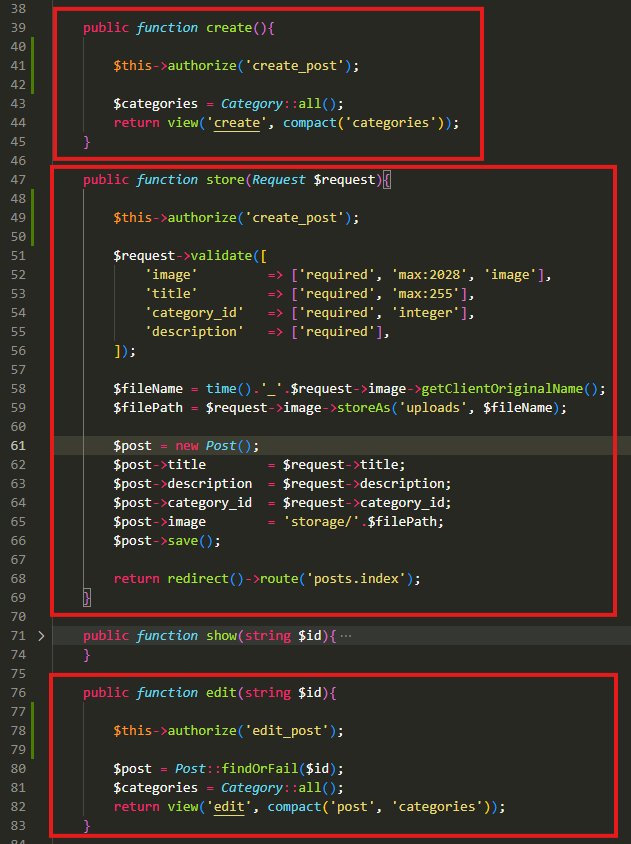 38
39 public function create(){
40
41 $this->authorize('create_post');
42
43 $categories = Category::all();
44 return view('create', compact('categories'));
45 }
46
47 public function store(Request $request){
48
49 $this->authorize('create_post');
50
51 $request->validate([
52 'image' => ['required', 'max:2028', 'image'],
53 'title' => ['required', 'max:255'],
54 'category_id' => ['required', 'integer'],
55 'description' => ['required'],
56 ]);
57
58 $fileName = time().'_'.$request->image->getClientOriginalName();
59 $filePath = $request->image->storeAs('uploads', $fileName);
60
61 $post = new Post();
62 $post->title = $request->title;
63 $post->description = $request->description;
64 $post->category_id = $request->category_id;
65 $post->image = 'storage/'.$filePath;
66 $post->save();
67
68 return redirect()->route('posts.index');
69 }
70
71 public function show(string $id){ ···
74 }
75
76 public function edit(string $id){
77
78 $this->authorize('edit_post');
79
80 $post = Post::findOrFail($id);
81 $categories = Category::all();
82 return view('edit', compact('post', 'categories'));
83 }
84